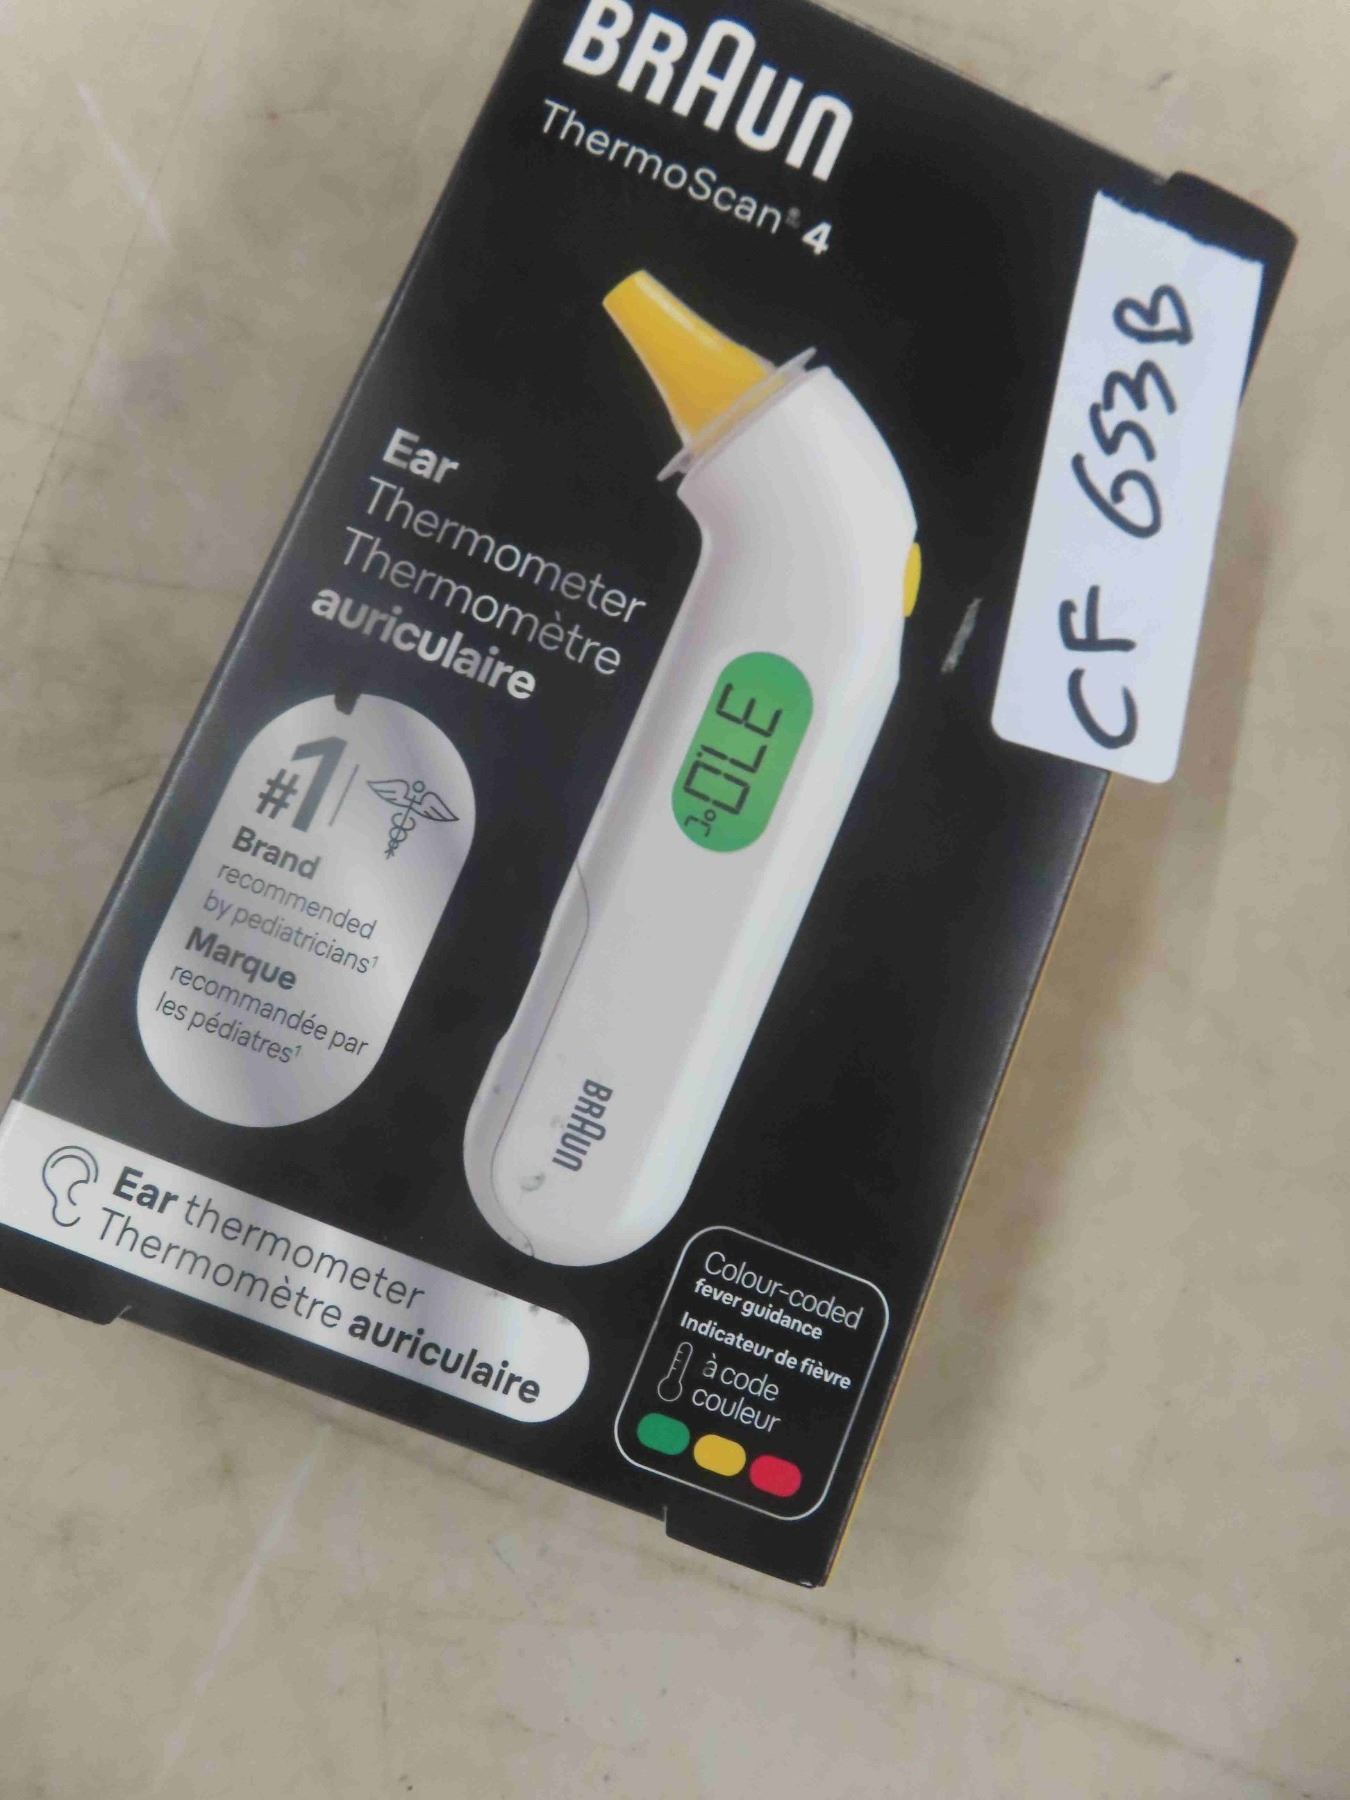 BRAUN
ThermoScan® 4
CF 653B
Ear
Thermometer
Thermomètre
auriculaire
37.0°C
#1
Brand
recommended
by pediatricians¹
Marque
recommandée par
les pédiatres¹
BRAUN
Ear thermometer
Thermomètre auriculaire
Colour-coded
fever guidance
Indicateur de fièvre
à code
couleur